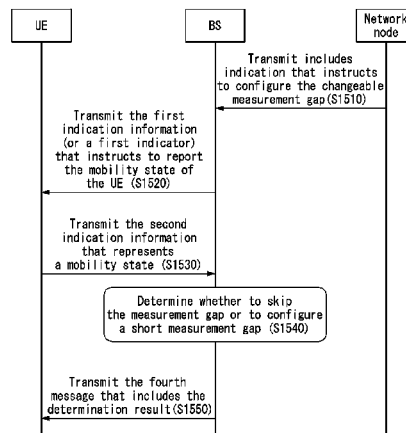 UE
BS
Network
node
Transmit includes
indication that instructs
to configure the changeable
measurement gap(S1510)
Transmit the first
indication information
(or a first indicator)
that instructs to report
the mobility state of
the UE (S1520)
Transmit the second
indication information
that represents
a mobility state (S1530)
Determine whether to skip
the measurement gap or to configure
a short measurement gap (S1540)
Transmit the fourth
message that includes the
determination result(S1550)